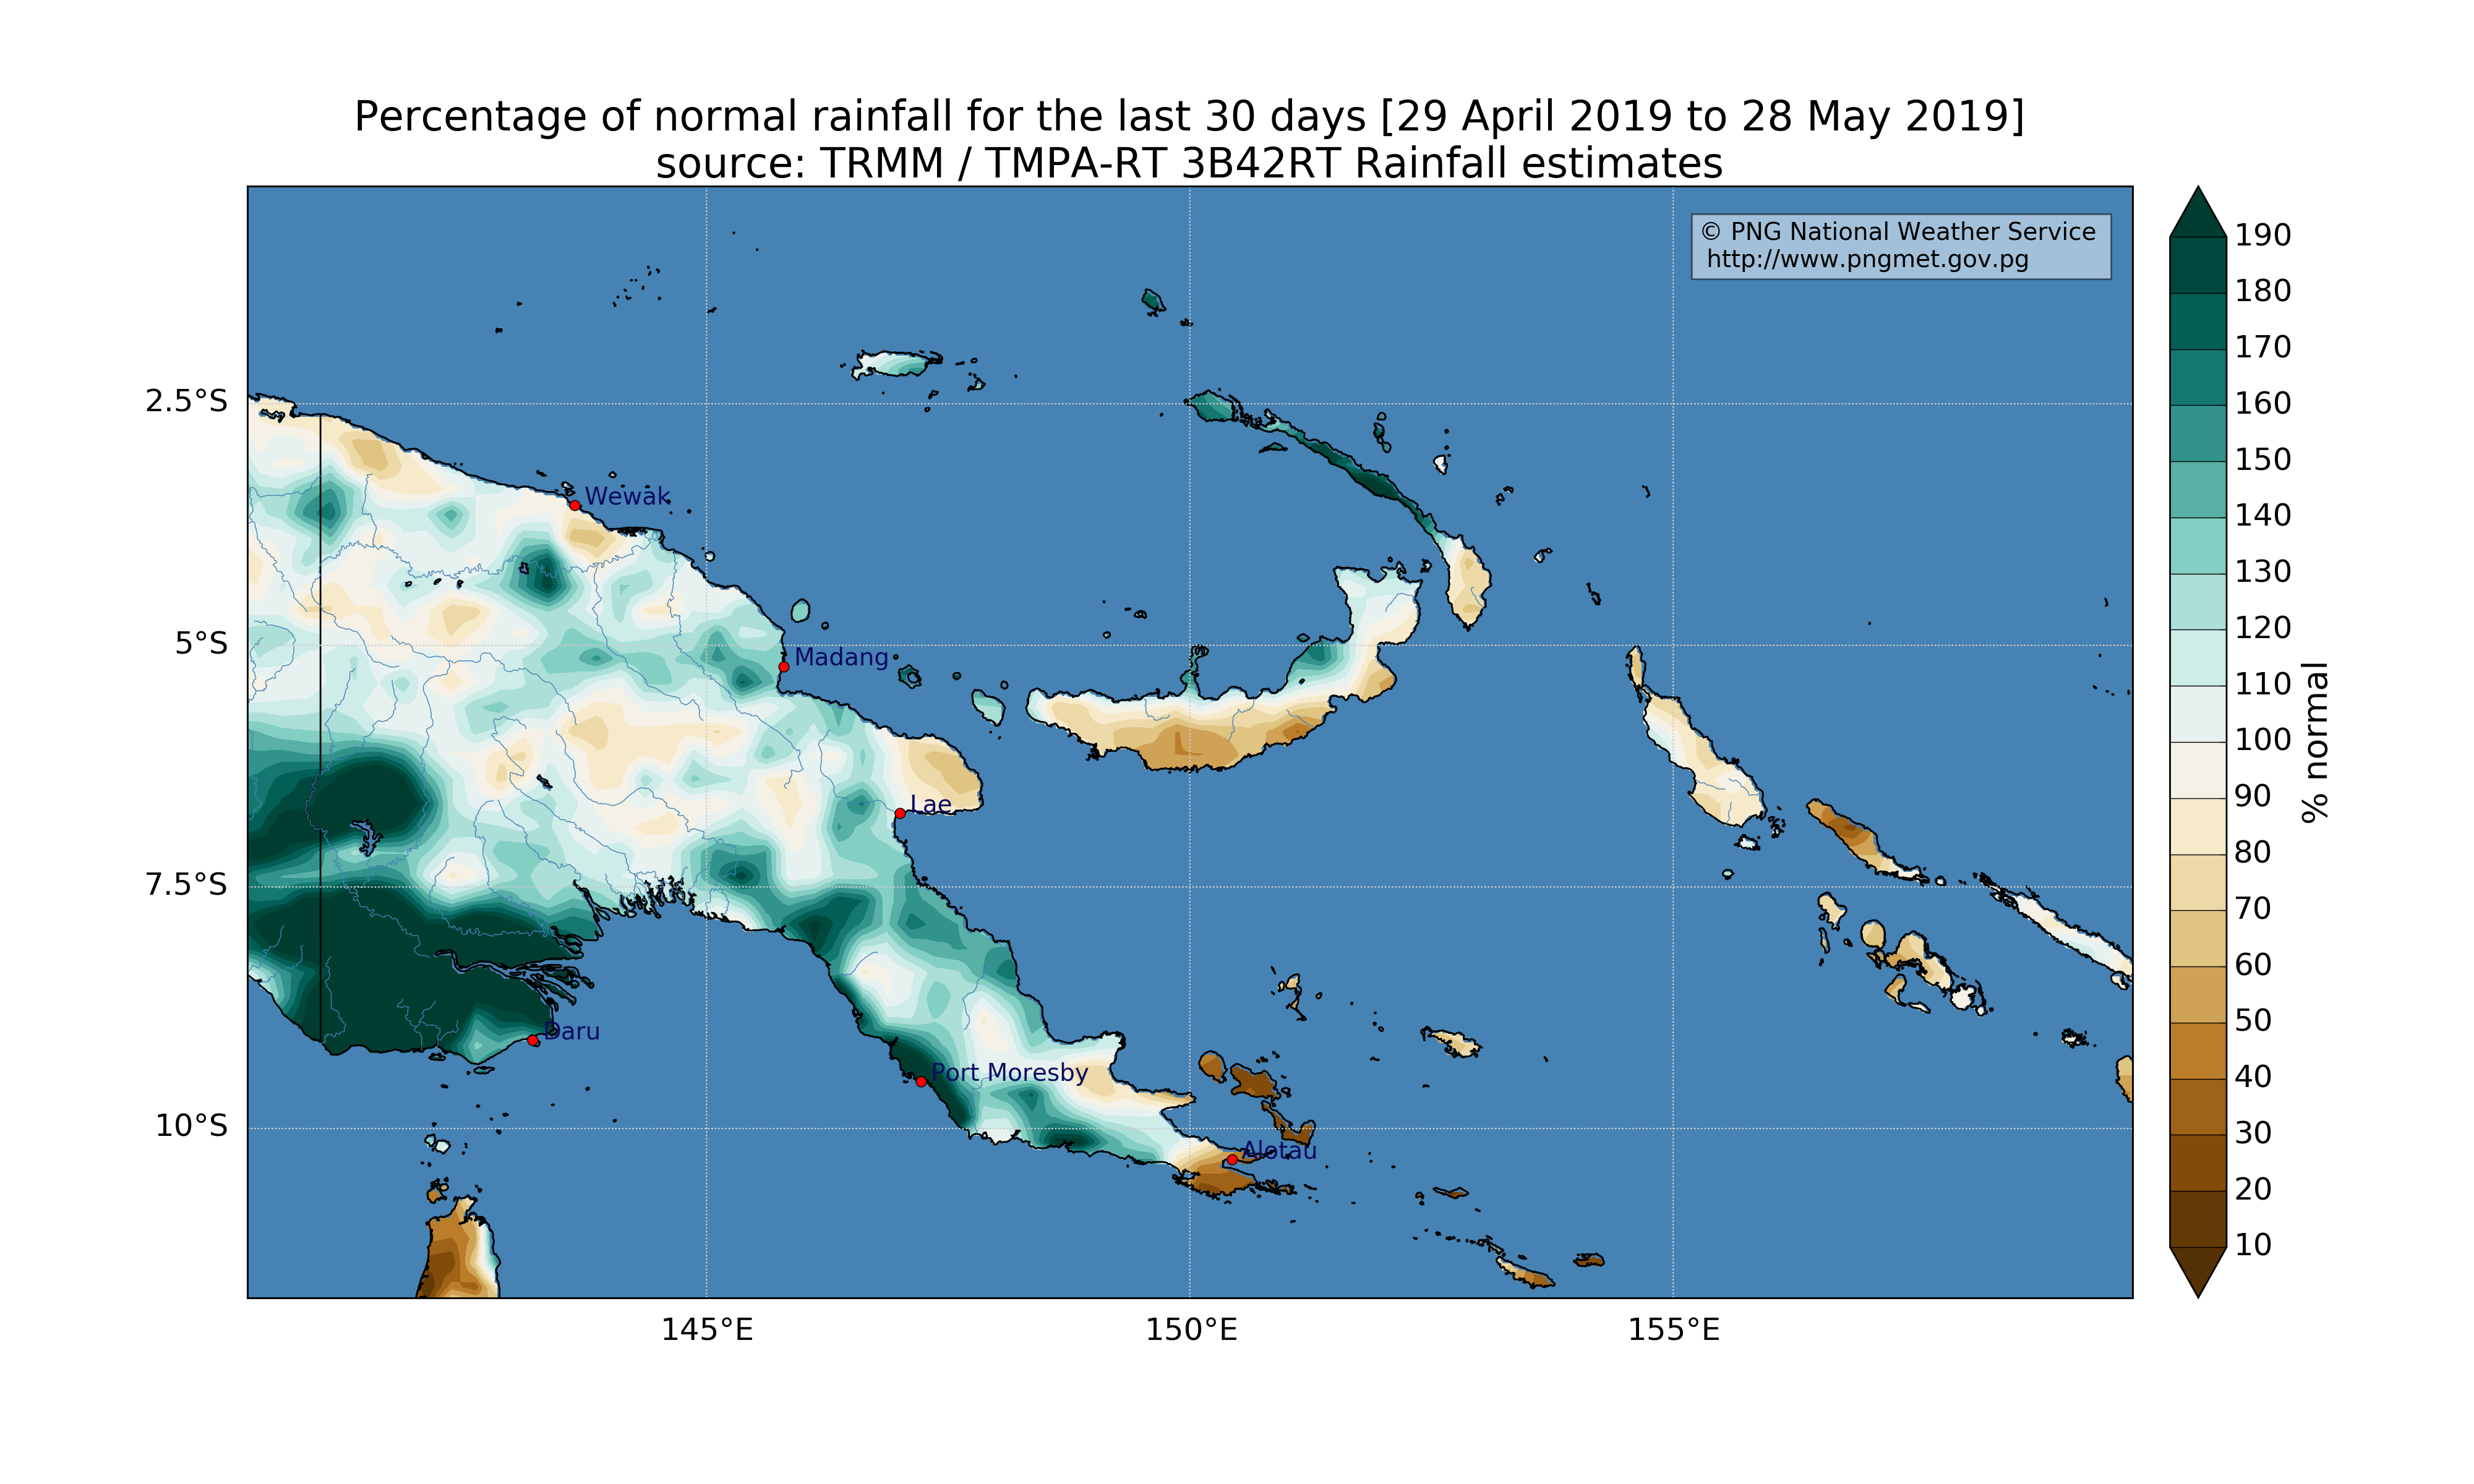 Percentage of normal rainfall for the last 30 days [29 April 2019 to 28 May 2019]
source: TRMM / TMPA-RT 3B42RT Rainfall estimates
© PNG National Weather Service
http://www.pngmet.gov.pg
190
180
170
160
150
140
130
120
110
100
90
80
70
60
50
40
30
20
10
% normal
2.5°S
5°S
7.5°S
10°S
Wewak
Madang
Lae
Daru
Port Moresby
Alotau
145°E
150°E
155°E